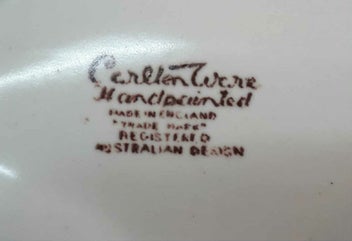 Carlton Ware
Handpainted
MADE IN ENGLAND
"TRADE MARK"
REGISTERED
AUSTRALIAN DESIGN